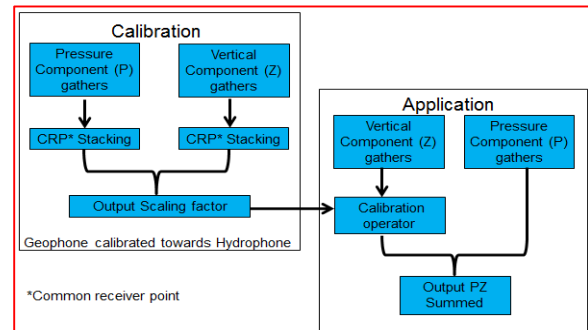 Calibration
Pressure
Component (P)
gathers
Vertical
Component (Z)
gathers
CRP* Stacking
CRP* Stacking
Output Scaling factor
Geophone calibrated towards Hydrophone
*Common receiver point
Application
Vertical
Component (Z)
gathers
Pressure
Component (P)
gathers
Calibration
operator
Output PZ
Summed